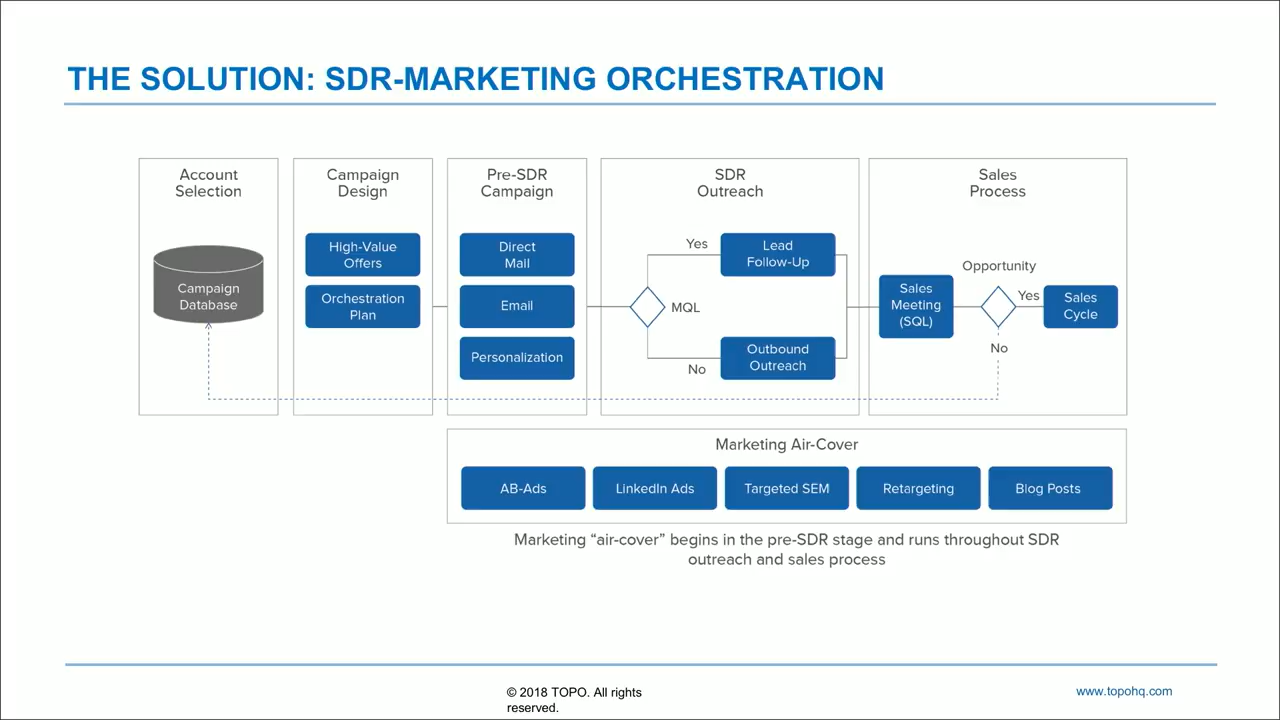 THE SOLUTION: SDR-MARKETING ORCHESTRATION
Account
Selection
Campaign
Database
Campaign
Design
High-Value
Offers
Orchestration
Plan
Pre-SDR
Campaign
Direct
Mail
Email
Personalization
SDR
Outreach
Yes
Lead
Follow-Up
MQL
No
Outbound
Outreach
Sales
Process
Sales
Meeting
(SQL)
Opportunity
Yes
Sales
Cycle
No
Marketing Air-Cover
AB-Ads
LinkedIn Ads
Targeted SEM
Retargeting
Blog Posts
Marketing “air-cover” begins in the pre-SDR stage and runs throughout SDR
outreach and sales process
© 2018 TOPO. All rights
reserved.
www.topohq.com